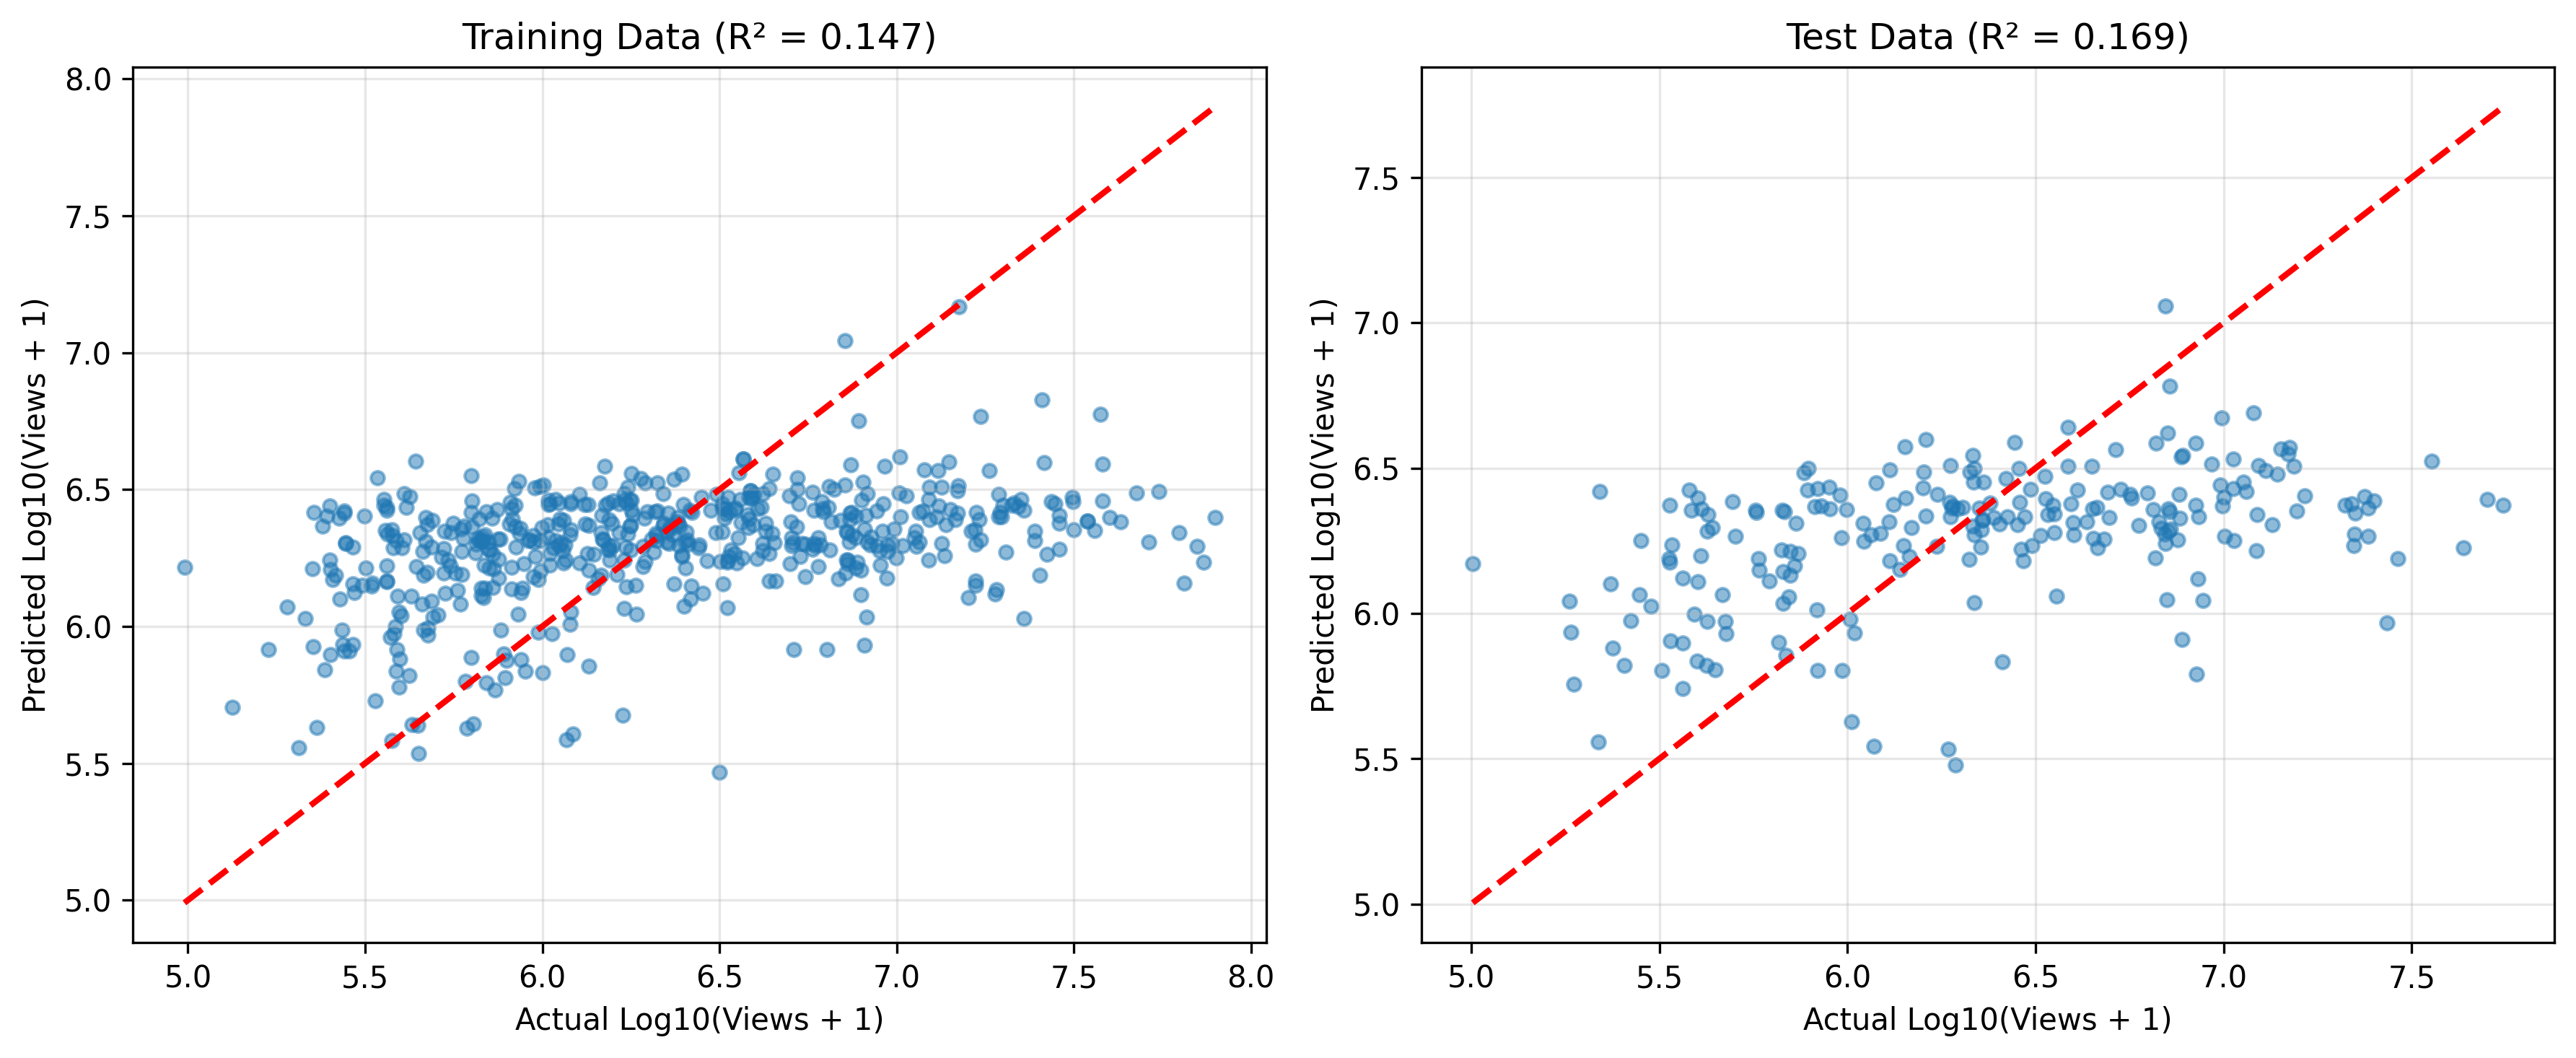 Training Data (R² = 0.147)
8.0
7.5
7.0
6.5
6.0
5.5
5.0
Predicted Log10(Views + 1)
5.0 5.5 6.0 6.5 7.0 7.5 8.0
Actual Log10(Views + 1)
Test Data (R² = 0.169)
7.5
7.0
6.5
6.0
5.5
5.0
Predicted Log10(Views + 1)
5.0 5.5 6.0 6.5 7.0 7.5
Actual Log10(Views + 1)